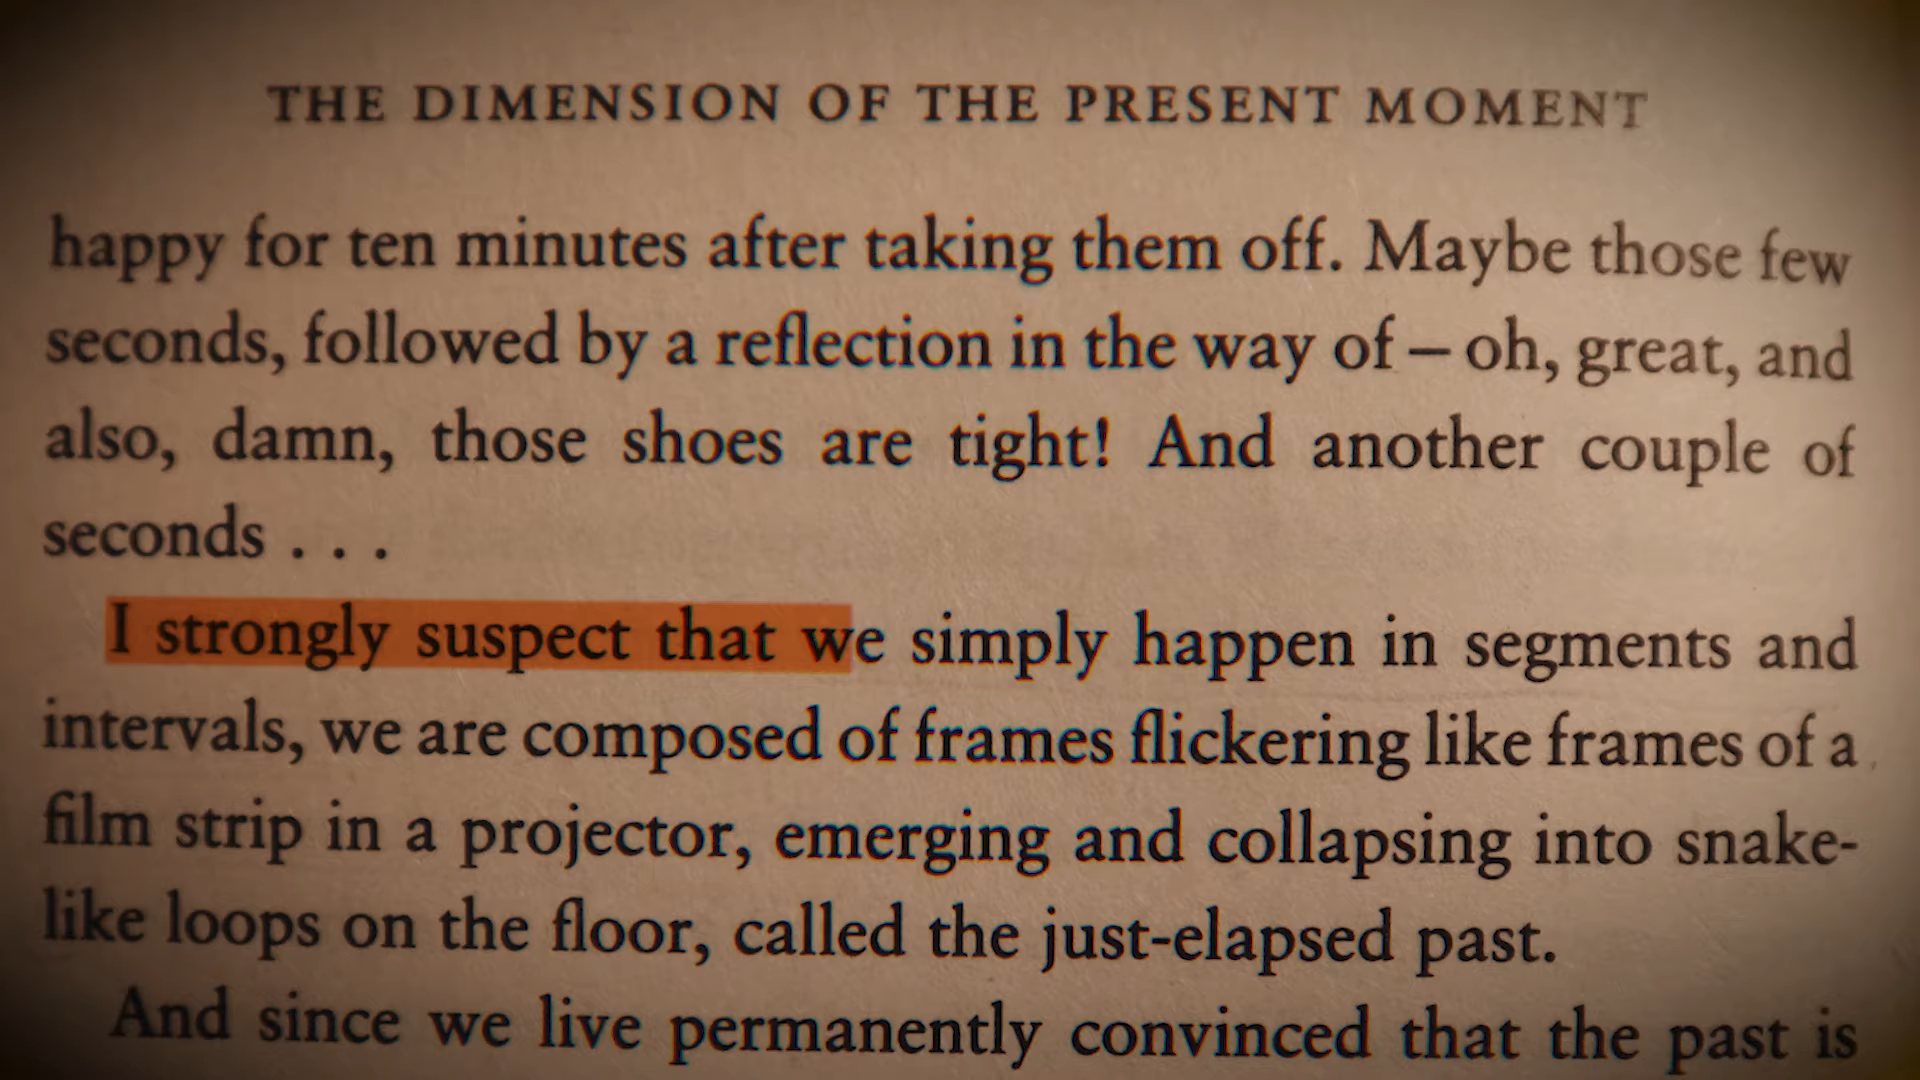 THE DIMENSION OF THE PRESENT MOMENT
happy for ten minutes after taking them off. Maybe those few
seconds, followed by a reflection in the way of – oh, great, and
also, damn, those shoes are tight! And another couple of
seconds . . .
I strongly suspect that we simply happen in segments and
intervals, we are composed of frames flickering like frames of a
film strip in a projector, emerging and collapsing into snake-
like loops on the floor, called the just-elapsed past.
And since we live permanently convinced that the past is